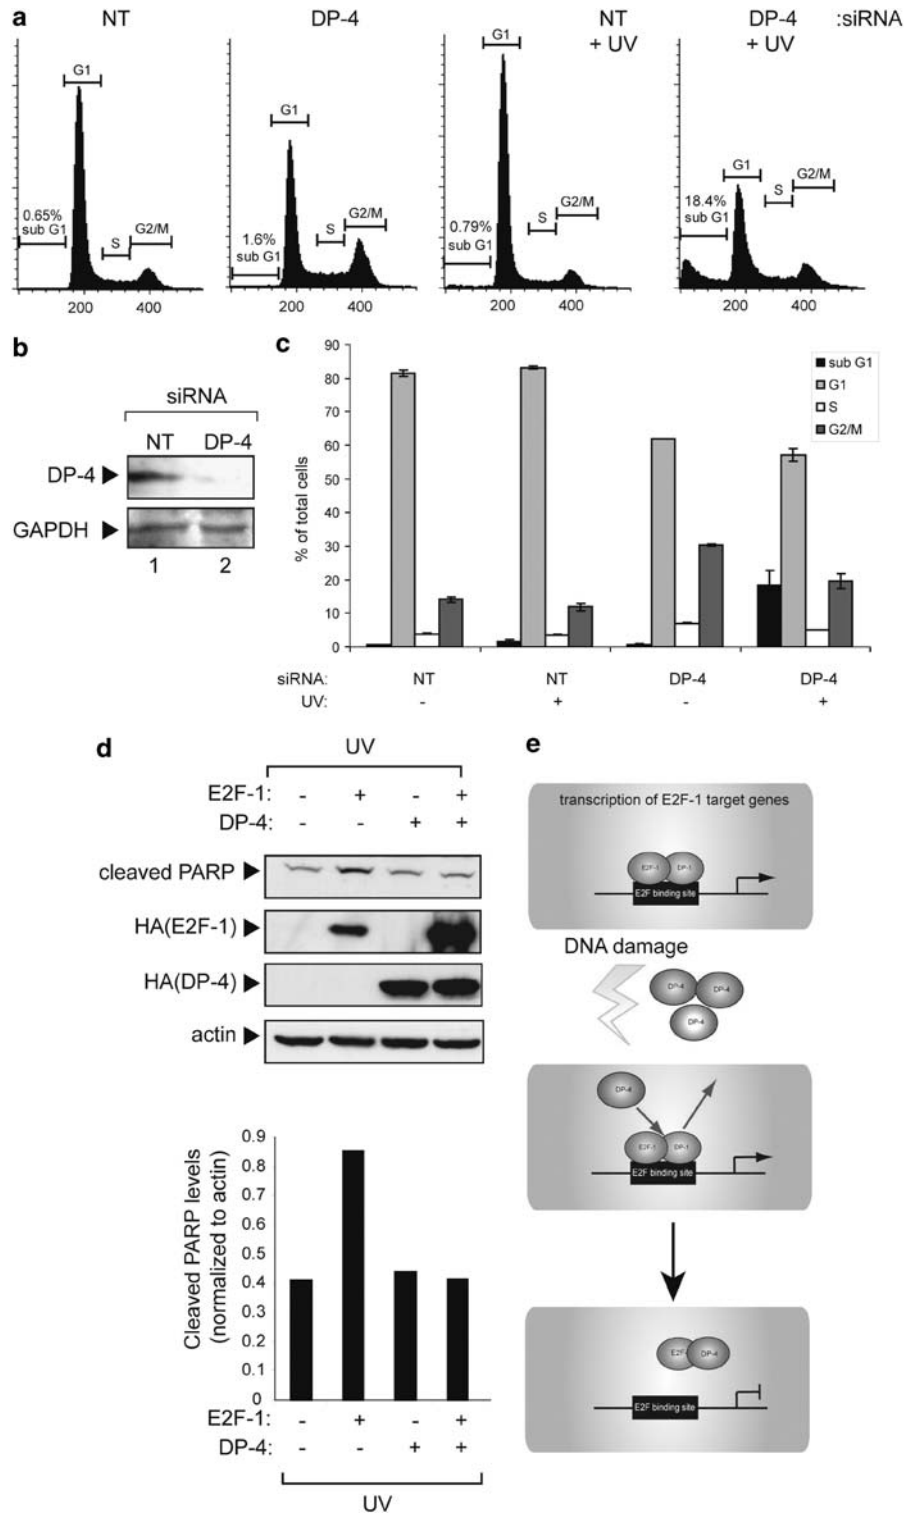 a
NT
DP-4
NT
+ UV
DP-4
+ UV
:siRNA
G1
0.65%
sub G1
S
G2/M
200
400
G1
1.6%
sub G1
S
G2/M
200
400
G1
0.79%
sub G1
S
G2/M
200
400
G1
18.4%
sub G1
S
G2/M
200
400
b
siRNA
NT DP-4
DP-4
GAPDH
1 2
c
% of total cells
90
80
70
60
50
40
30
20
10
0
sub G1
G1
S
G2/M
siRNA: NT NT DP-4 DP-4
UV: - + - +
d
UV
E2F-1: - + - +
DP-4: - - + +
cleaved PARP
HA(E2F-1)
HA(DP-4)
actin
Cleaved PARP levels
(normalized to actin)
0.9
0.8
0.7
0.6
0.5
0.4
0.3
0.2
0.1
0
E2F-1: - + - +
DP-4: - - + +
UV
e
transcription of E2F-1 target genes
E2F-1 DP-1
E2F binding site
DNA damage
DP-4 DP-4
DP-4
DP-4
E2F-1 DP-1
E2F binding site
E2F- DP-4
E2F binding site